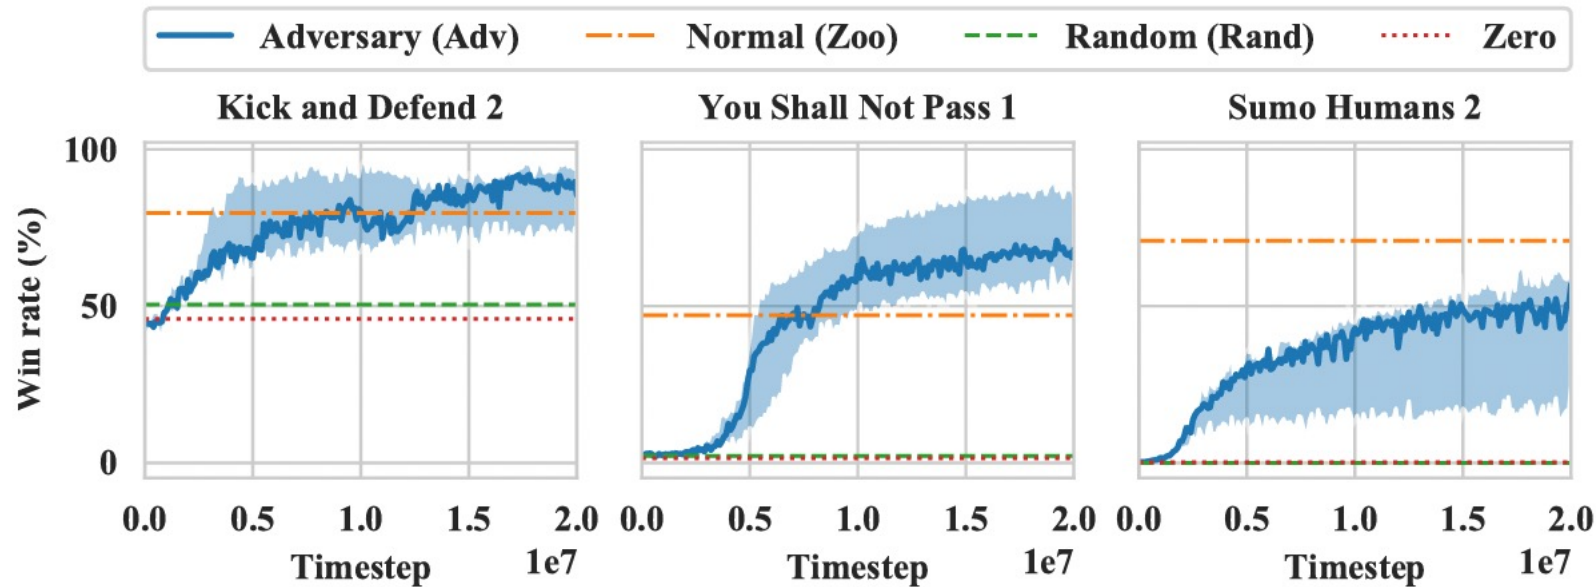 Adversary (Adv) Normal (Zoo) Random (Rand) Zero
Kick and Defend 2 You Shall Not Pass 1 Sumo Humans 2
Win rate (%)
100
50
0
0.0 0.5 1.0 1.5 2.0 0.0 0.5 1.0 1.5 2.0 0.0 0.5 1.0 1.5 2.0
Timestep 1e7 Timestep 1e7 Timestep 1e7